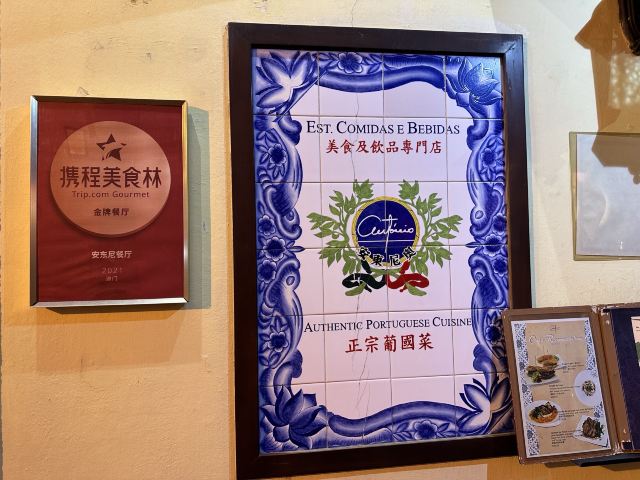 携程美食林
Trip.com Gourmet
金牌餐厅
安东尼餐厅
2021
澳门
EST. COMIDAS E BEBIDAS
美食及飲品專門店
António
安東尼
AUTHENTIC PORTUGUESE CUISINE
正宗葡國菜